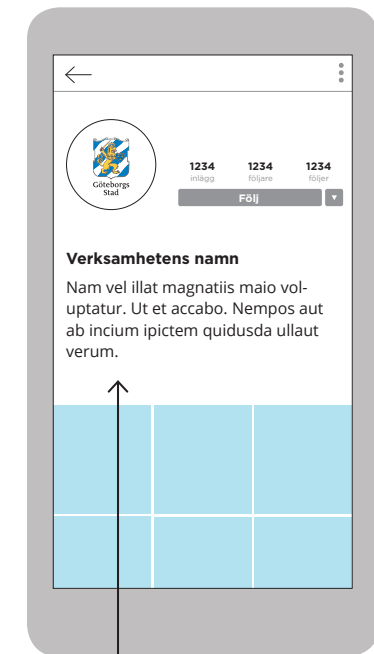 Göteborgs
Stad
1234 1234 1234
inlägg följare följer
Följ
Verksamhetens namn
Nam vel illat magnatiis maio vol-
uptatur. Ut et accabo. Nempos aut
ab incium ipictem quidusda ullaut
verum.